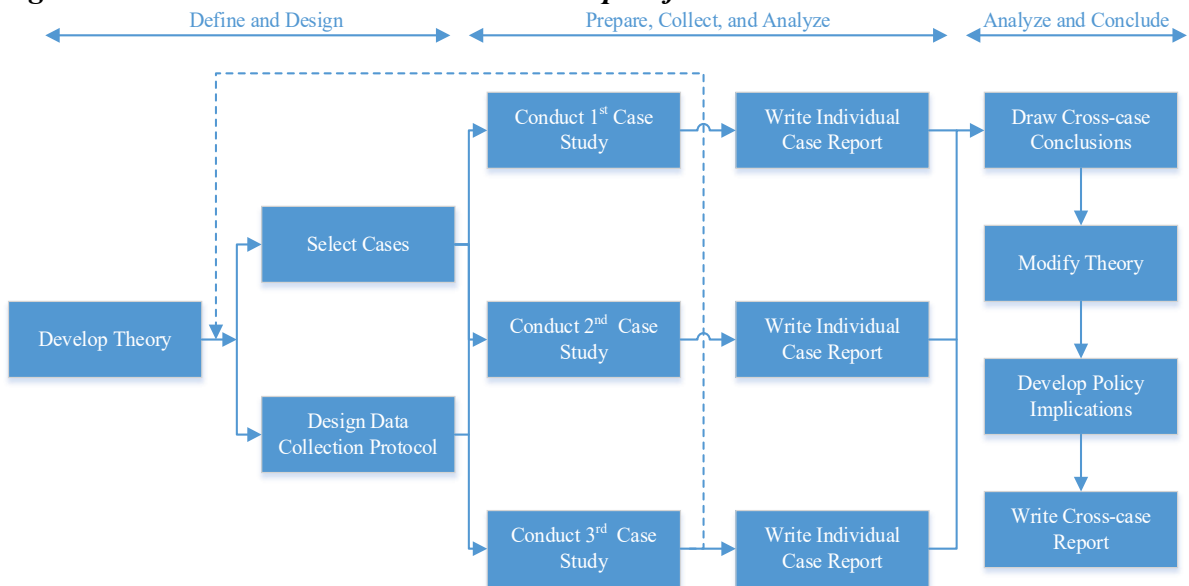 Define and Design
Prepare, Collect, and Analyze
Analyze and Conclude
Conduct 1st Case
Study
Write Individual
Case Report
Draw Cross-case
Conclusions
Select Cases
Modify Theory
Develop Theory
Conduct 2nd Case
Study
Write Individual
Case Report
Develop Policy
Implications
Design Data
Collection Protocol
Conduct 3rd Case
Study
Write Individual
Case Report
Write Cross-case
Report